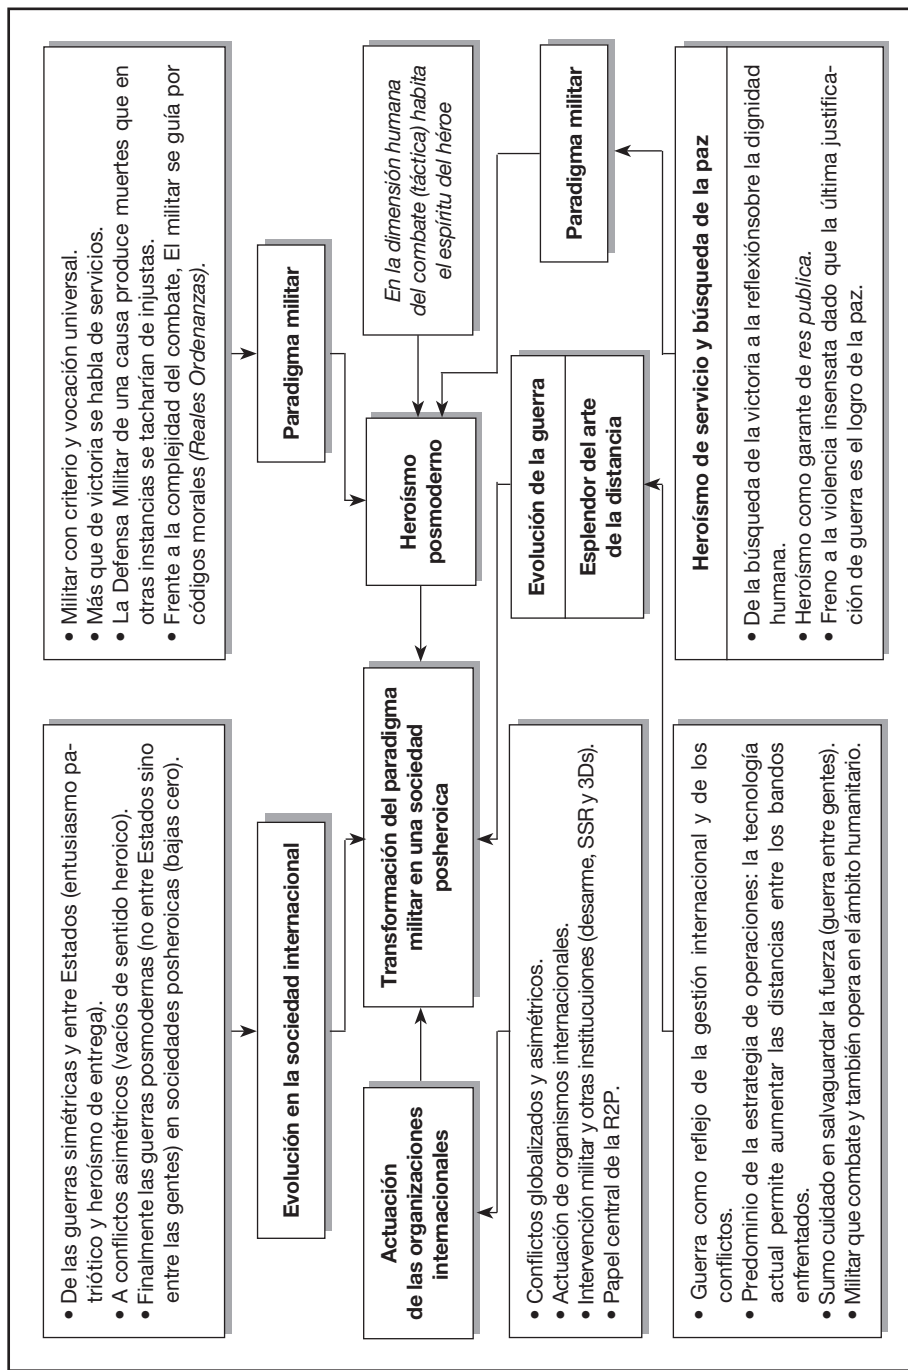 • De las guerras simétricas y entre Estados (entusiasmo pa-
triótico y heroísmo de entrega).
• A conflictos asimétricos (vacíos de sentido heroico).
• Finalmente las guerras posmodernas (no entre Estados sino
entre las gentes) en sociedades posheroicas (bajas cero).
Evolución en la sociedad internacional
• Militar con criterio y vocación universal.
• Más que de victoria se habla de servicios.
• La Defensa Militar de una causa produce muertes que en
otras instancias se tacharían de injustas.
• Frente a la complejidad del combate, El militar se guía por
códigos morales (Reales Ordenanzas).
Paradigma militar
Actuación
de las organizaciones
internacionales
Transformación del paradigma
militar en una sociedad
posheroica
Heroísmo
posmoderno
En la dimensión humana
del combate (táctica) habita
el espíritu del héroe
• Conflictos globalizados y asimétricos.
• Actuación de organismos internacionales.
• Intervención militar y otras instituciones (desarme, SSR y 3Ds).
• Papel central de la R2P.
Evolución de la guerra
Esplendor del arte
de la distancia
Paradigma militar
• Guerra como reflejo de la gestión internacional y de los
conflictos.
• Predominio de la estrategia de operaciones: la tecnología
actual permite aumentar las distancias entre los bandos
enfrentados.
• Sumo cuidado en salvaguardar la fuerza (guerra entre gentes).
• Militar que combate y también opera en el ámbito humanitario.
Heroísmo de servicio y búsqueda de la paz
• De la búsqueda de la victoria a la reflexiónsobre la dignidad
humana.
• Heroísmo como garante de res publica.
• Freno a la violencia insensata dado que la última justifica-
ción de guerra es el logro de la paz.